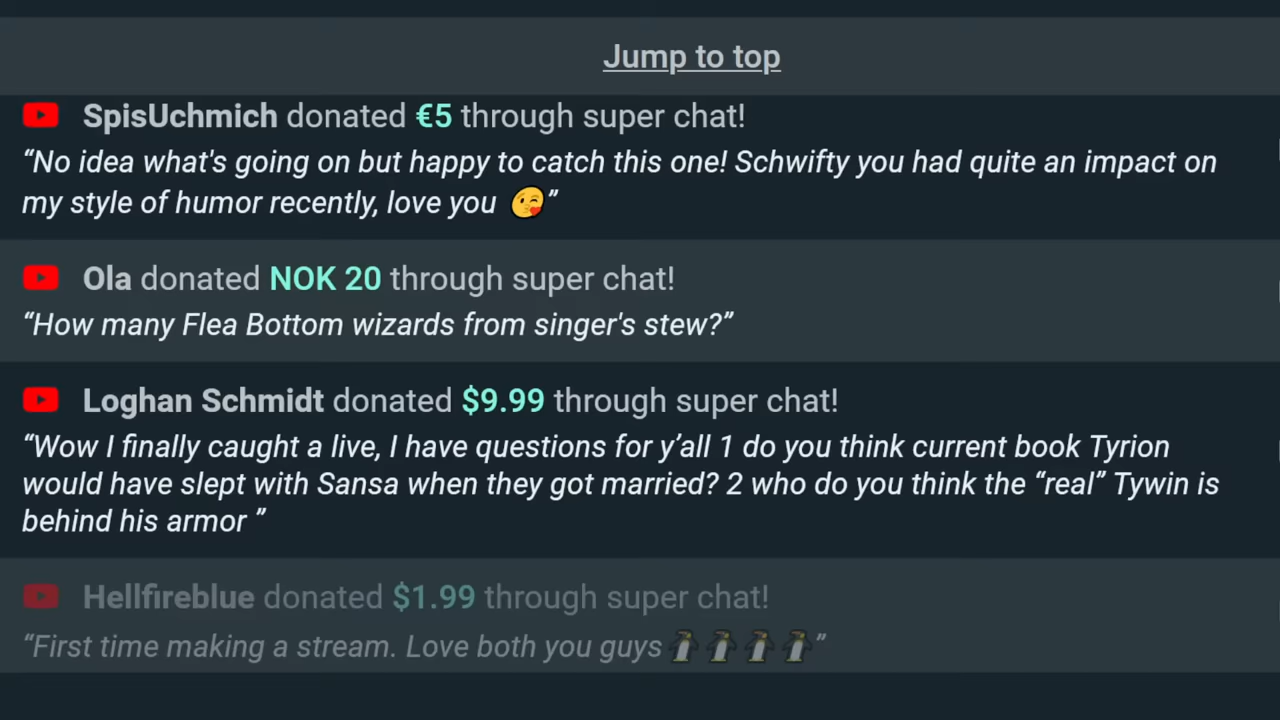 Jump to top
SpisUchmich donated €5 through super chat!
“No idea what's going on but happy to catch this one! Schwifty you had quite an impact on
my style of humor recently, love you 😘”
Ola donated NOK 20 through super chat!
“How many Flea Bottom wizards from singer's stew?”
Loghan Schmidt donated $9.99 through super chat!
“Wow I finally caught a live, I have questions for y’all 1 do you think current book Tyrion
would have slept with Sansa when they got married? 2 who do you think the “real” Tywin is
behind his armor ”
Hellfireblue donated $1.99 through super chat!
“First time making a stream. Love both you guys🐧🐧🐧🐧”